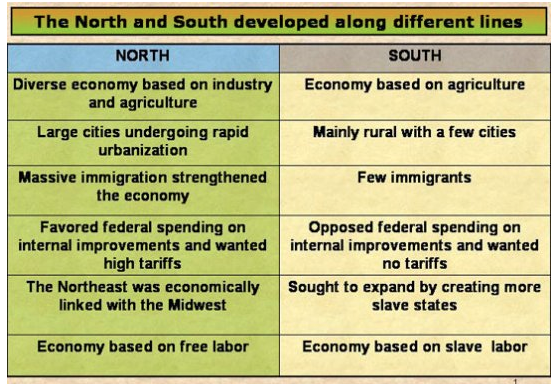 The North and South developed along different lines
NORTH
SOUTH
Diverse economy based on industry
and agriculture
Economy based on agriculture
Large cities undergoing rapid
urbanization
Mainly rural with a few cities
Massive immigration strengthened
the economy
Few immigrants
Favored federal spending on
internal improvements and wanted
high tariffs
Opposed federal spending on
internal improvements and wanted
no tariffs
The Northeast was economically
linked with the Midwest
Sought to expand by creating more
slave states
Economy based on free labor
Economy based on slave labor
1